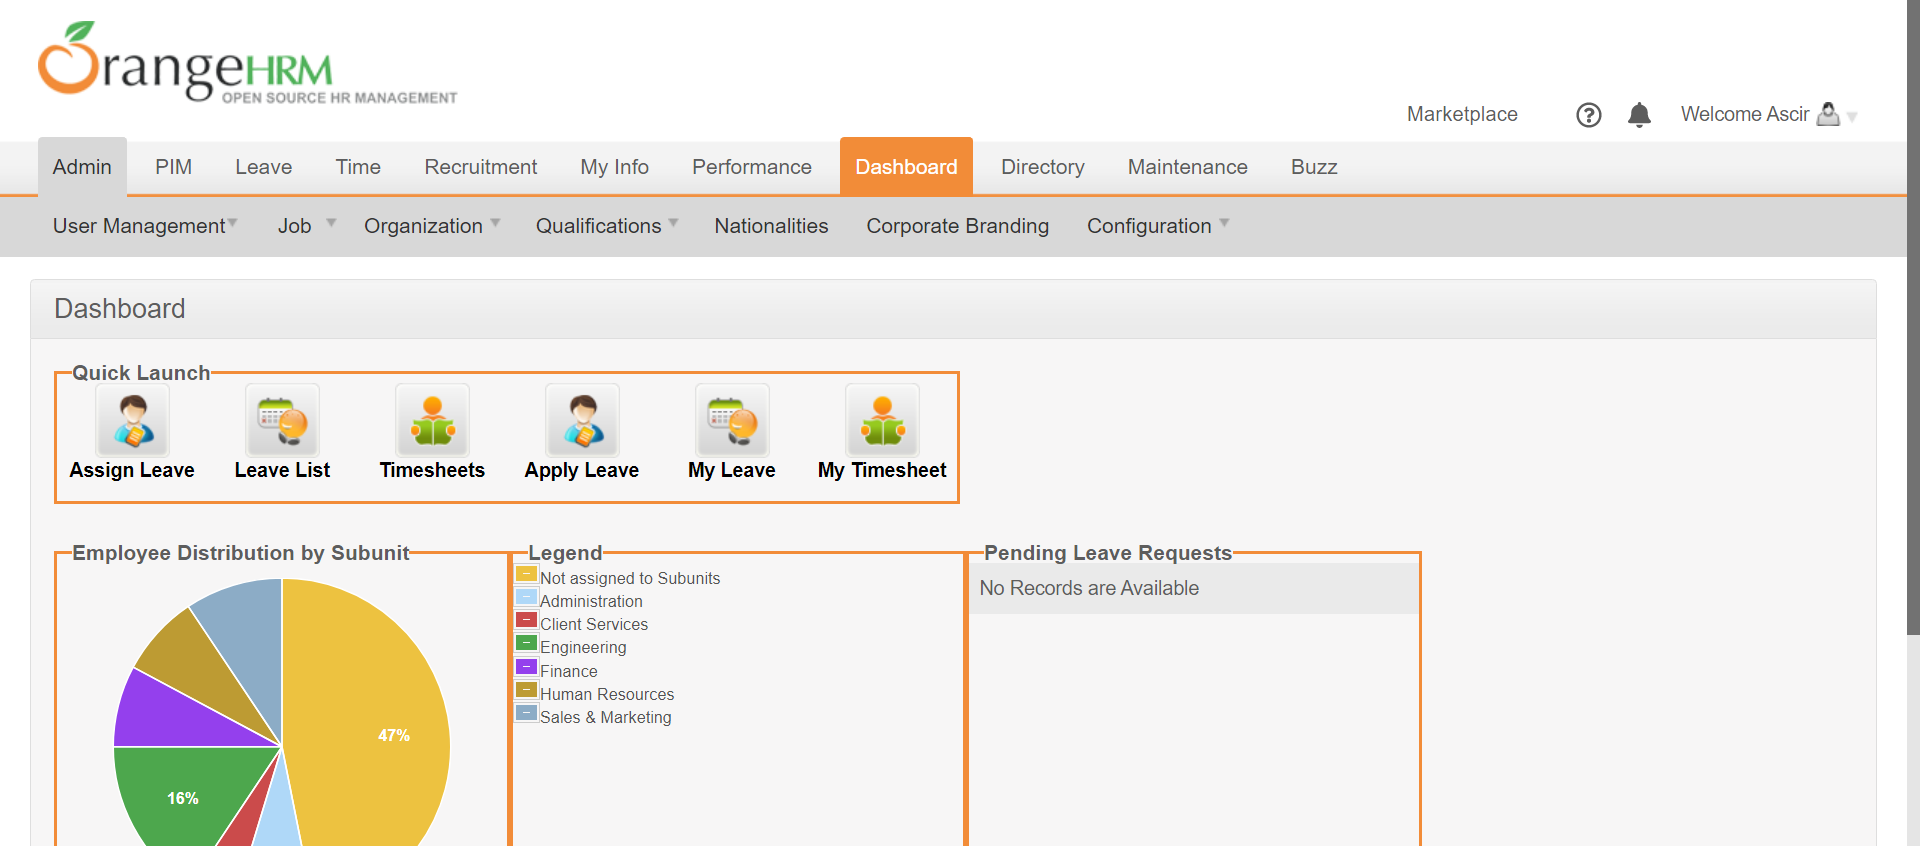 OrangeHRM
OPEN SOURCE HR MANAGEMENT
Marketplace ? Welcome Ascir
Admin PIM Leave Time Recruitment My Info Performance Dashboard Directory Maintenance Buzz
User Management Job Organization Qualifications Nationalities Corporate Branding Configuration
Dashboard
Quick Launch
Assign Leave Leave List Timesheets Apply Leave My Leave My Timesheet
Employee Distribution by Subunit
47%
16%
Legend
Not assigned to Subunits
Administration
Client Services
Engineering
Finance
Human Resources
Sales & Marketing
Pending Leave Requests
No Records are Available